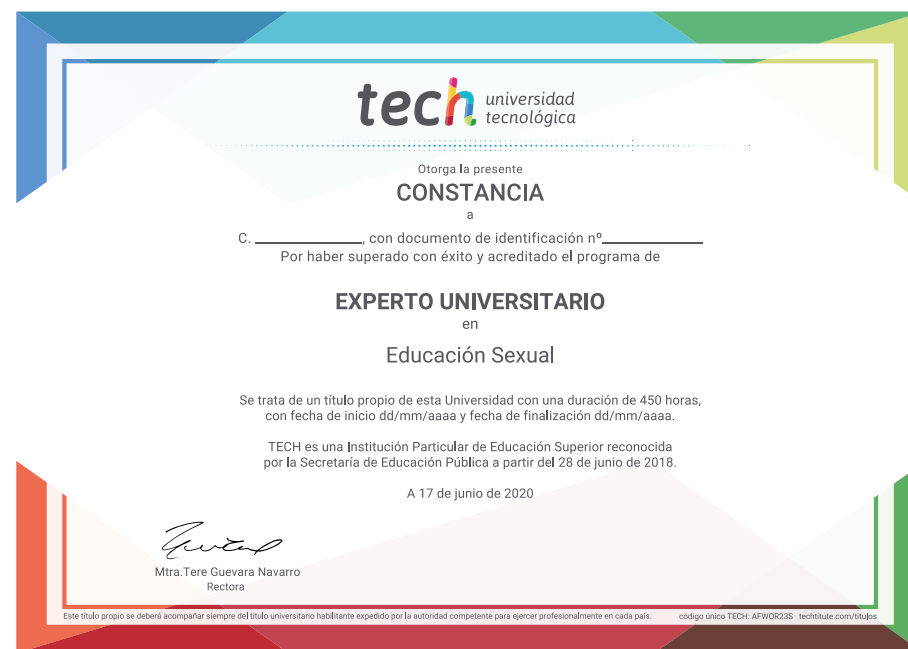 tech universidad
tecnológica
Otorga la presente
CONSTANCIA
a
C. ____________, con documento de identificación nº____________
Por haber superado con éxito y acreditado el programa de
EXPERTO UNIVERSITARIO
en
Educación Sexual
Se trata de un título propio de esta Universidad con una duración de 450 horas,
con fecha de inicio dd/mm/aaaa y fecha de finalización dd/mm/aaaa.
TECH es una Institución Particular de Educación Superior reconocida
por la Secretaría de Educación Pública a partir del 28 de junio de 2018.
A 17 de junio de 2020
Mtra.Tere Guevara Navarro
Rectora
Este título propio se deberá acompañar siempre del título universitario habilitante expedido por la autoridad competente para ejercer profesionalmente en cada país. código único TECH: AFWOR23S techtitute.com/titulos